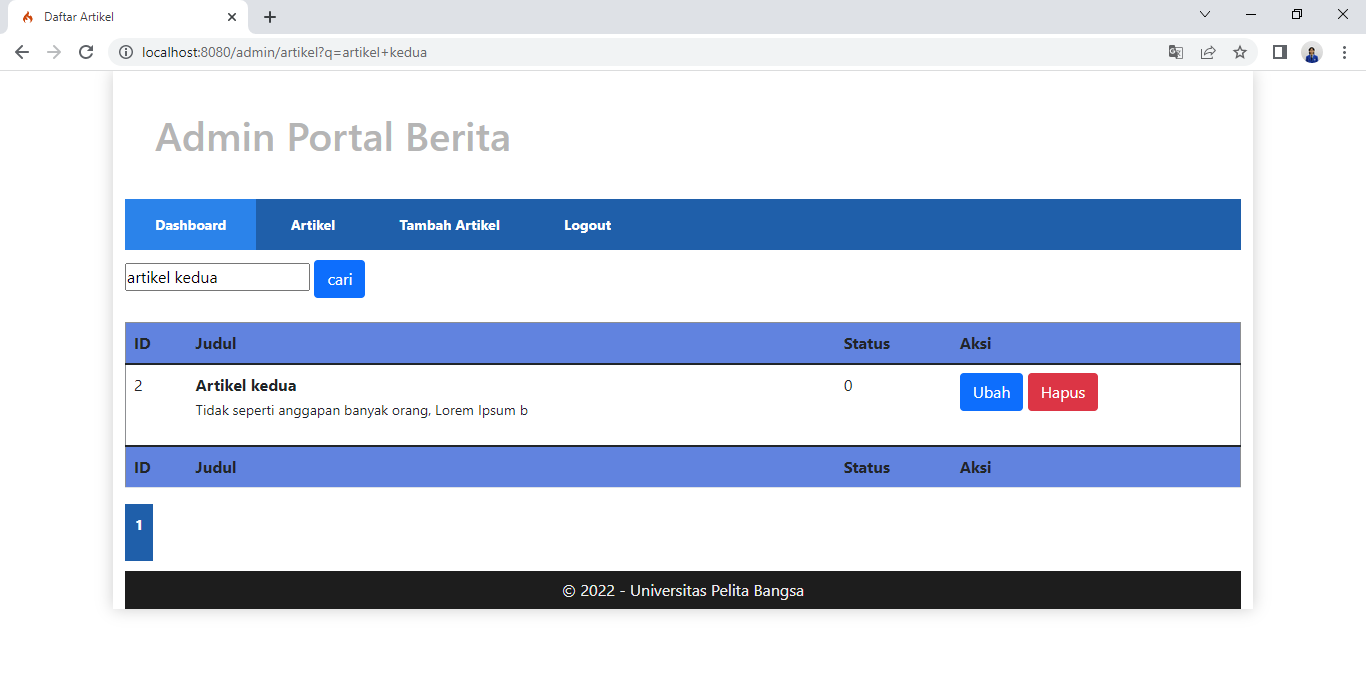 Daftar Artikel
localhost:8080/admin/artikel?q=artikel+kedua
Admin Portal Berita
Dashboard Artikel Tambah Artikel Logout
artikel kedua cari
ID Judul Status Aksi
2 Artikel kedua 0 Ubah Hapus
Tidak seperti anggapan banyak orang, Lorem Ipsum b
ID Judul Status Aksi
1
© 2022 - Universitas Pelita Bangsa